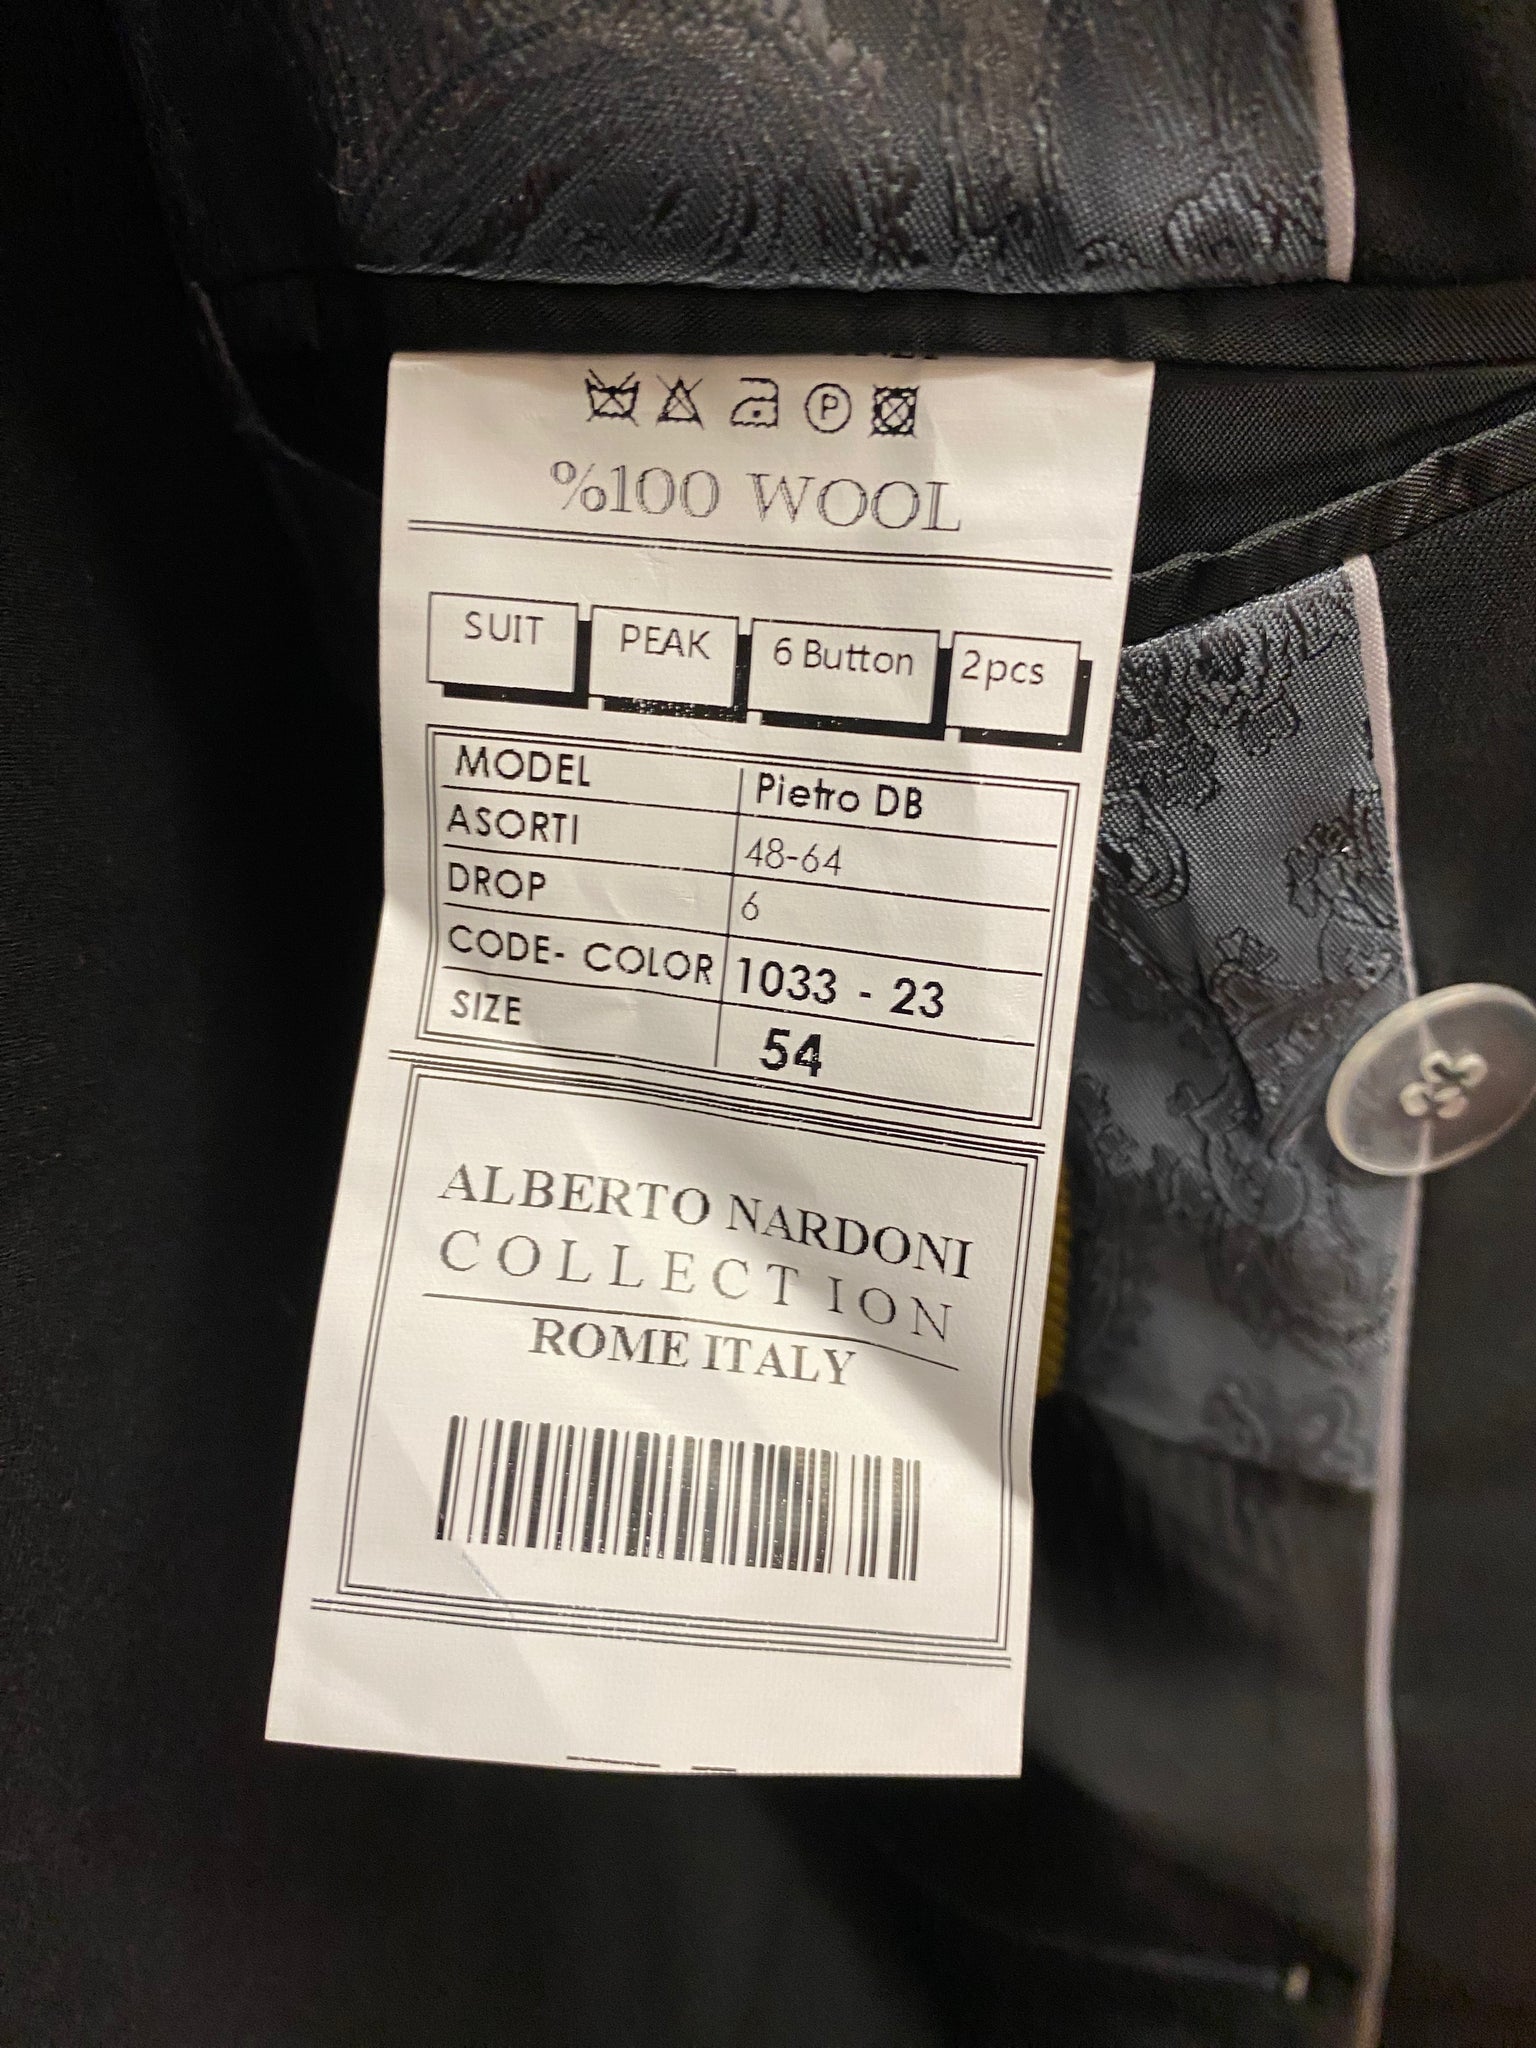 P
%100 WOOL
SUIT PEAK 6 Button 2pcs
MODEL Pietro DB
ASORTI 48-64
DROP 6
CODE- COLOR 1033 - 23
SIZE 54
ALBERTO NARDONI
COLLECTION
ROME ITALY